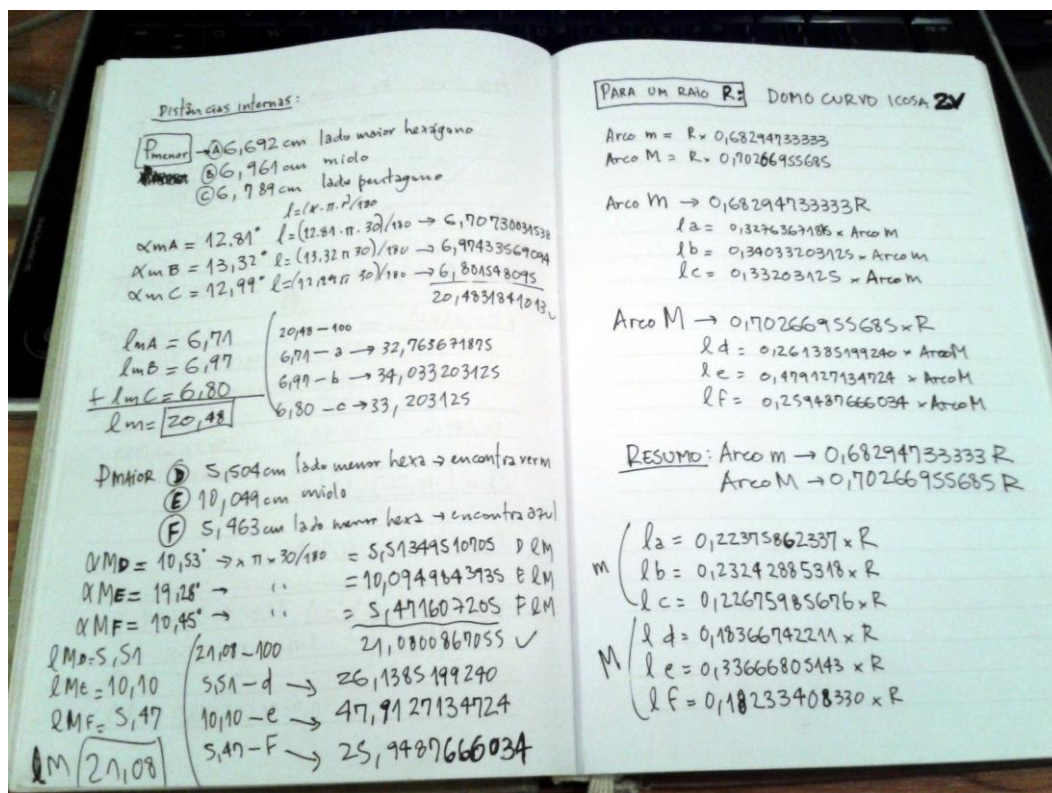 Distâncias internas:
Pmenor → Ⓐ 6,692 cm lado maior hexágono
Ⓑ 6,961 cm miolo
Ⓒ 6,789 cm lado pentagono
l=(α.π.r)/180
αmA = 12.81° l=(12.81.π.30)/180 → 6,70730031538
αmB = 13,32° l=(13,32 π 30)/180 → 6,97433569094
αmC = 12,99° l=(12,99 π 30)/180 → 6,801548095
20,4831841013 ✓
lmA = 6,71
lmB = 6,97
+ lmC = 6.80
lm = 20,48
20,48 – 100
6,71 – a → 32,763671875
6,97 – b → 34,033203125
6,80 – c → 33,203125
PMAIOR Ⓓ 5,504 cm lado menor hexa → encontra verm
Ⓔ 10,049 cm miolo
Ⓕ 5,463 cm lado menor hexa → encontra azul
αMD = 10,53° → x π x 30/180 = 5,51349510705 D lM
αME = 19,28° → '' = 10,0949843935 E lM
αMF = 10,45° → '' = 5,471607205 F lM
21,0800867055 ✓
lMD = 5,51
lME = 10,10
lMF = 5,47
lM 21,08
21,08 – 100
5,51 – d → 26,1385199240
10,10 – e → 47,9127134724
5,47 – F → 25,9487666034
PARA UM RAIO R: DOMO CURVO ICOSA 2V
Arco m = R x 0,68294733333
Arco M = R x 0,70266955685
Arco m → 0,68294733333R
la = 0,3276367186 x Arco m
lb = 0,34033203125 x Arco m
lc = 0,33203125 x Arco m
Arco M → 0,70266955685 x R
ld = 0,261385199240 x Arco M
le = 0,479127134724 x Arco M
lF = 0,259487666034 x Arco M
RESUMO: Arco m → 0,68294733333 R
Arco M → 0,70266955685 R
m
la = 0,22375862337 x R
lb = 0,23242885318 x R
lc = 0,22675985676 x R
M
ld = 0,18366742211 x R
le = 0,33666805143 x R
lF = 0,18233408330 x R